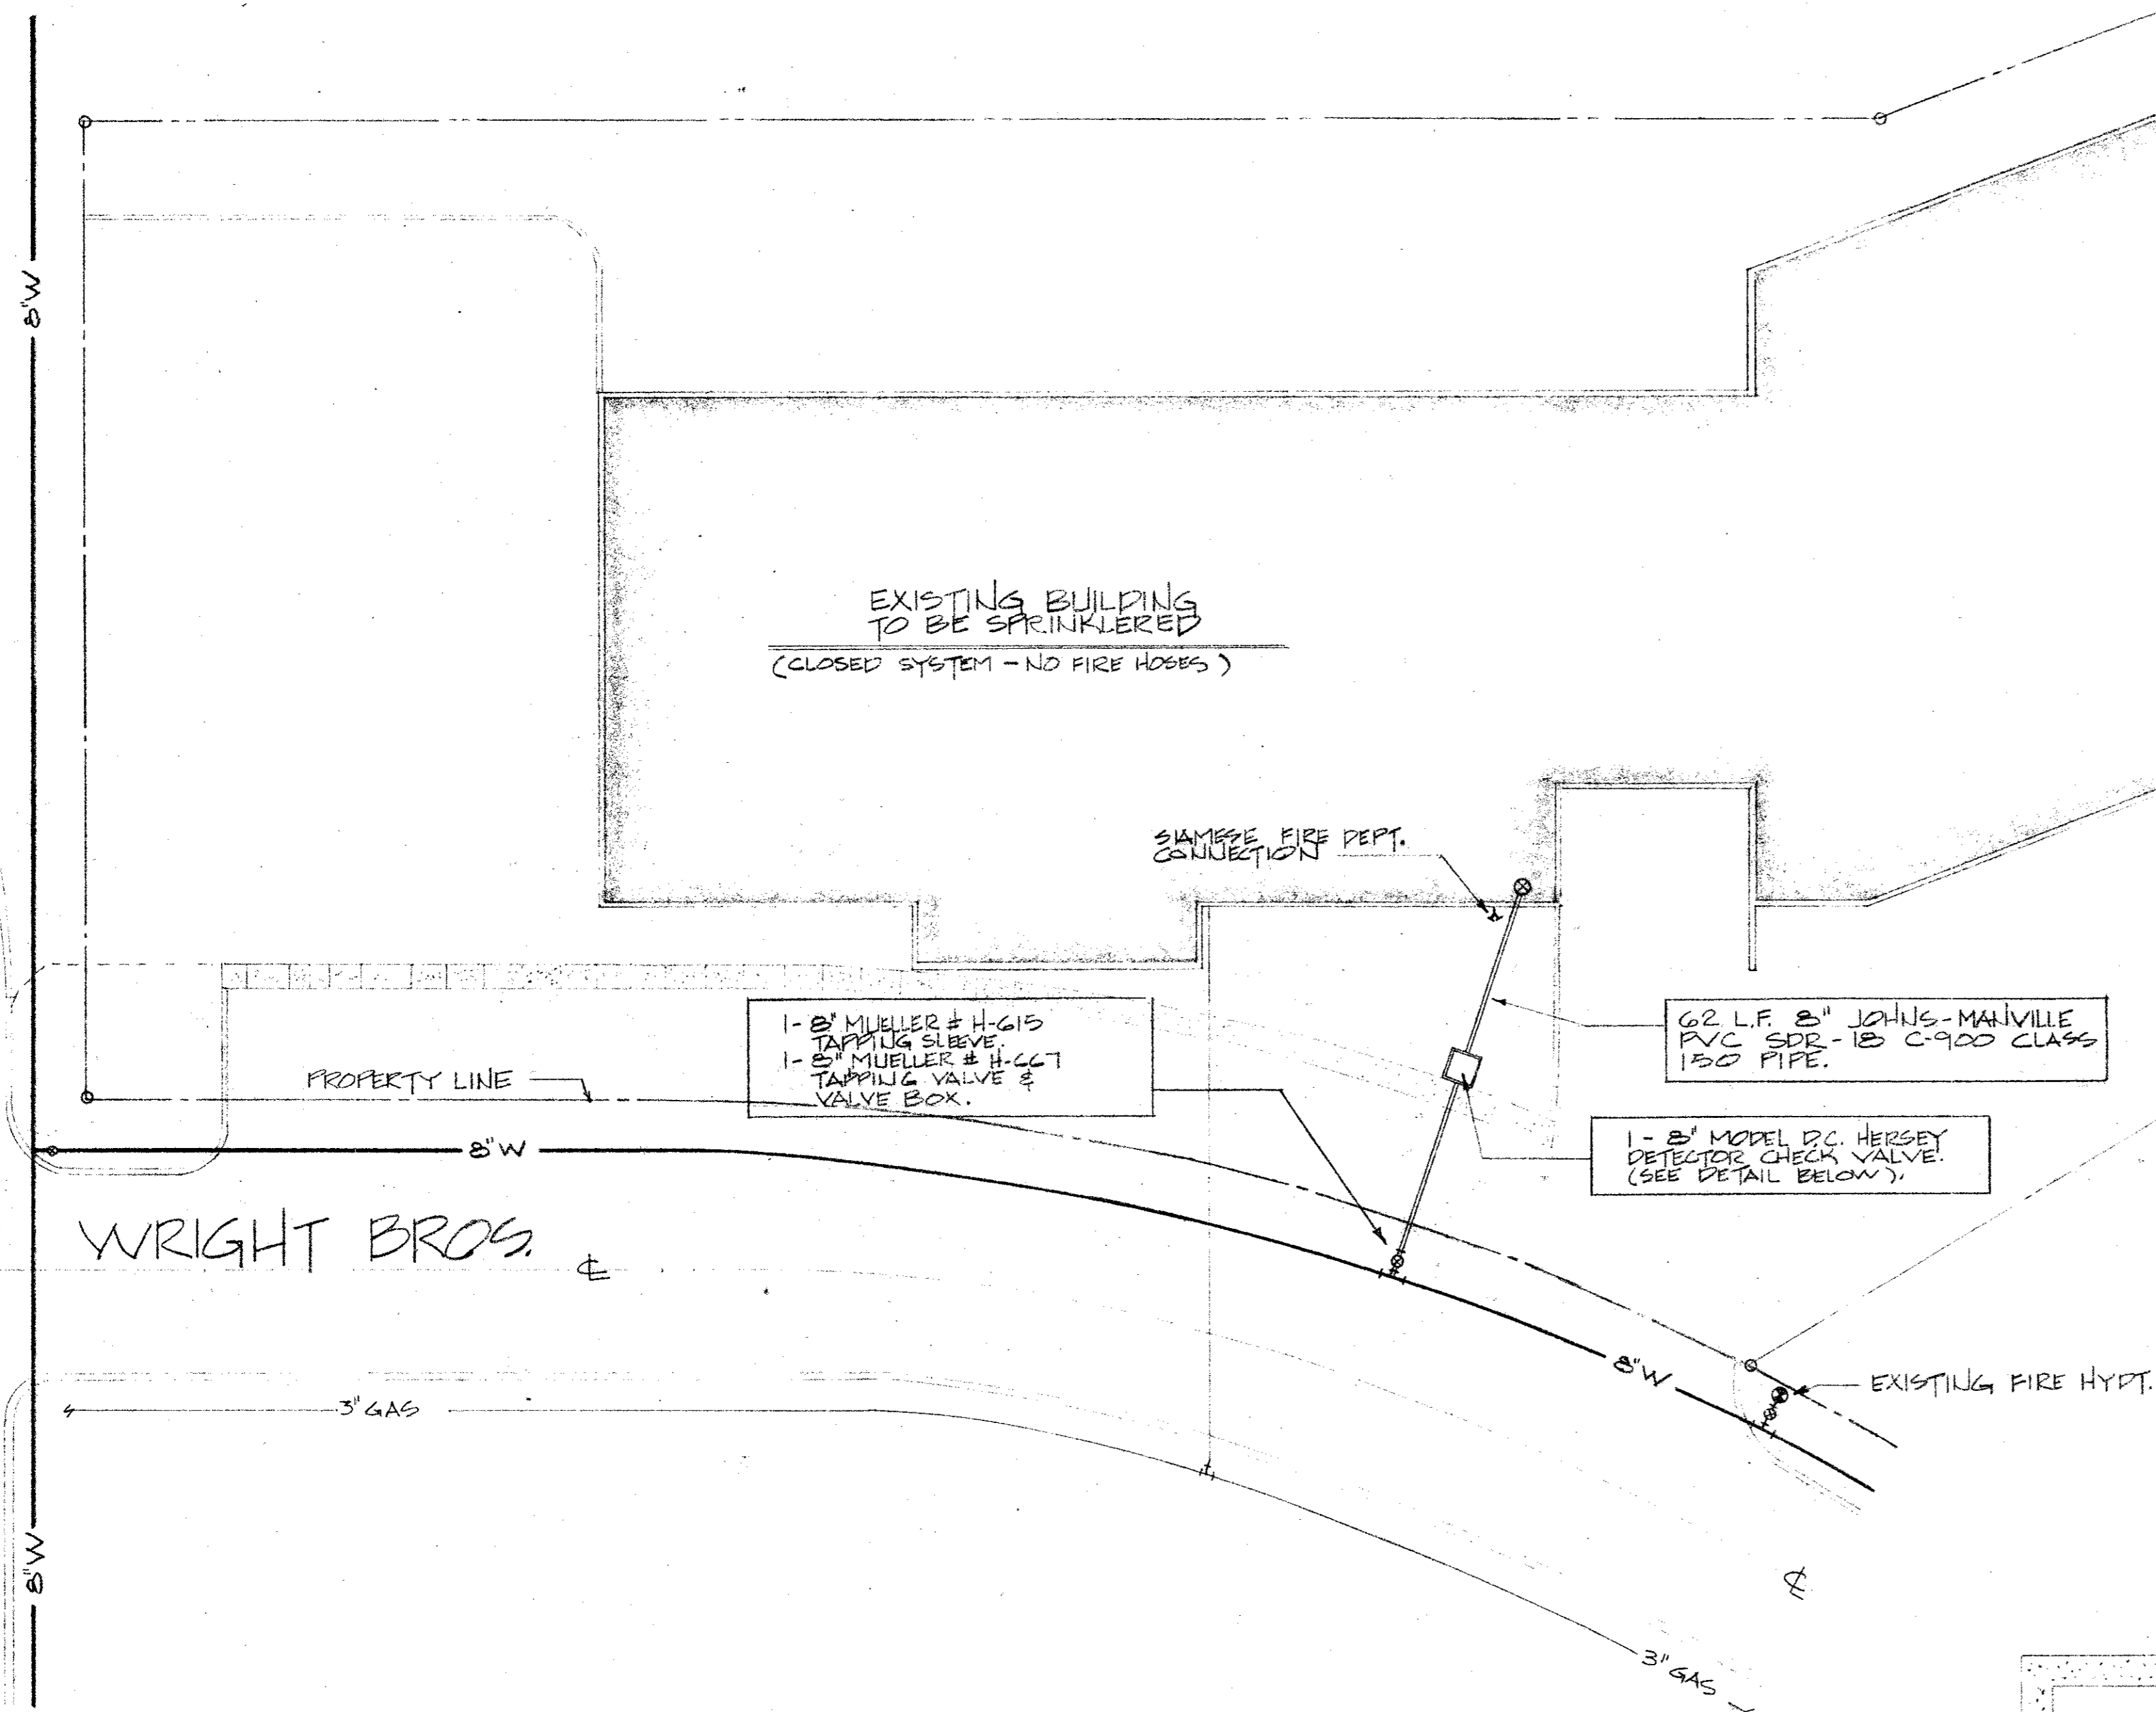 8"W
EXISTING BUILDING
TO BE SPRINKLERED
(CLOSED SYSTEM - NO FIRE HOSES)
SIAMESE FIRE DEPT.
CONNECTION
1- 8" MUELLER # H-615
TAPPING SLEEVE.
1- 8" MUELLER # H-667
TAPPING VALVE &
VALVE BOX.
62 L.F. 8" JOHNS-MANVILLE
PVC SDR-18 C-900 CLASS
150 PIPE.
PROPERTY LINE
1- 8" MODEL D.C. HERSEY
DETECTOR CHECK VALVE.
(SEE DETAIL BELOW).
8"W
WRIGHT BROS.
℄
8"W
EXISTING FIRE HYDT.
3" GAS
8"W
℄
3" GAS